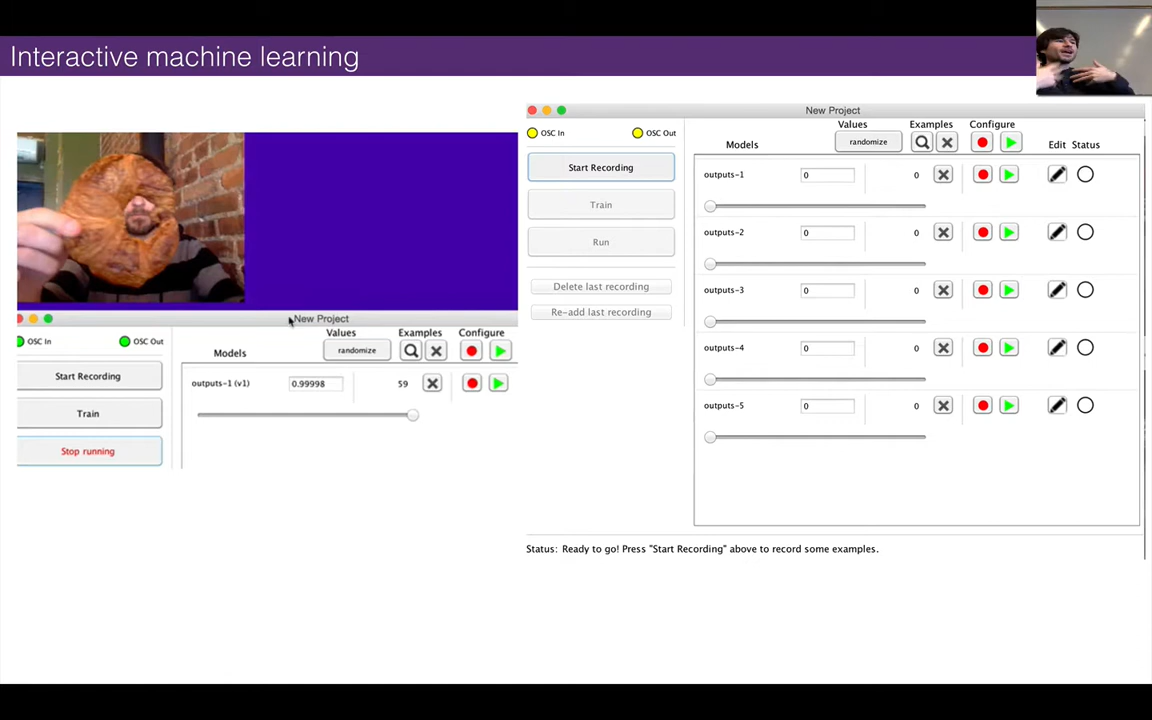 Interactive machine learning
New Project
OSC In
OSC Out
Start Recording
Train
Stop running
Models
Values
randomize
Examples
Configure
outputs-1 (v1)
0.99998
59
New Project
OSC In
OSC Out
Start Recording
Train
Run
Delete last recording
Re-add last recording
Models
Values
randomize
Examples
Configure
Edit Status
outputs-1 0 0
outputs-2 0 0
outputs-3 0 0
outputs-4 0 0
outputs-5 0 0
Status: Ready to go! Press "Start Recording" above to record some examples.